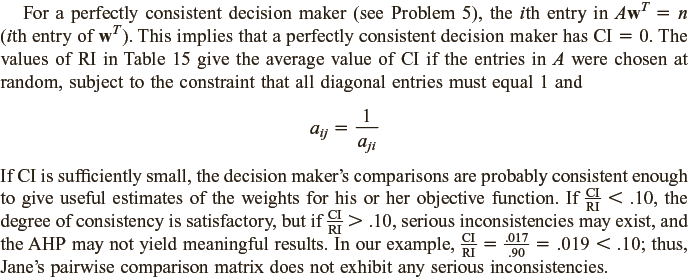 For a perfectly consistent decision maker (see Problem 5), the ith entry in Aw^T = n
(ith entry of w^T). This implies that a perfectly consistent decision maker has CI = 0. The
values of RI in Table 15 give the average value of CI if the entries in A were chosen at
random, subject to the constraint that all diagonal entries must equal 1 and
a_ij = 1/a_ji
If CI is sufficiently small, the decision maker's comparisons are probably consistent enough
to give useful estimates of the weights for his or her objective function. If CI/RI < .10, the
degree of consistency is satisfactory, but if CI/RI > .10, serious inconsistencies may exist, and
the AHP may not yield meaningful results. In our example, CI/RI = .017/.90 = .019 < .10; thus,
Jane's pairwise comparison matrix does not exhibit any serious inconsistencies.